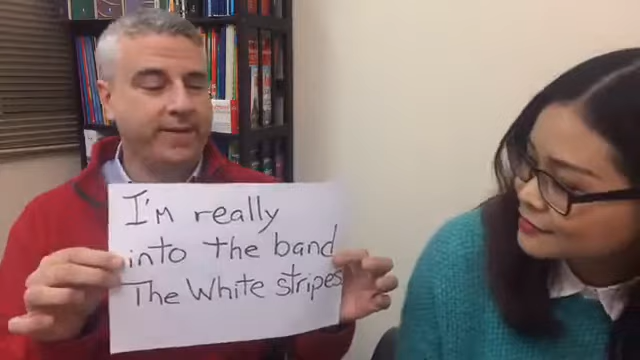 I'm really
into the band
The White stripes